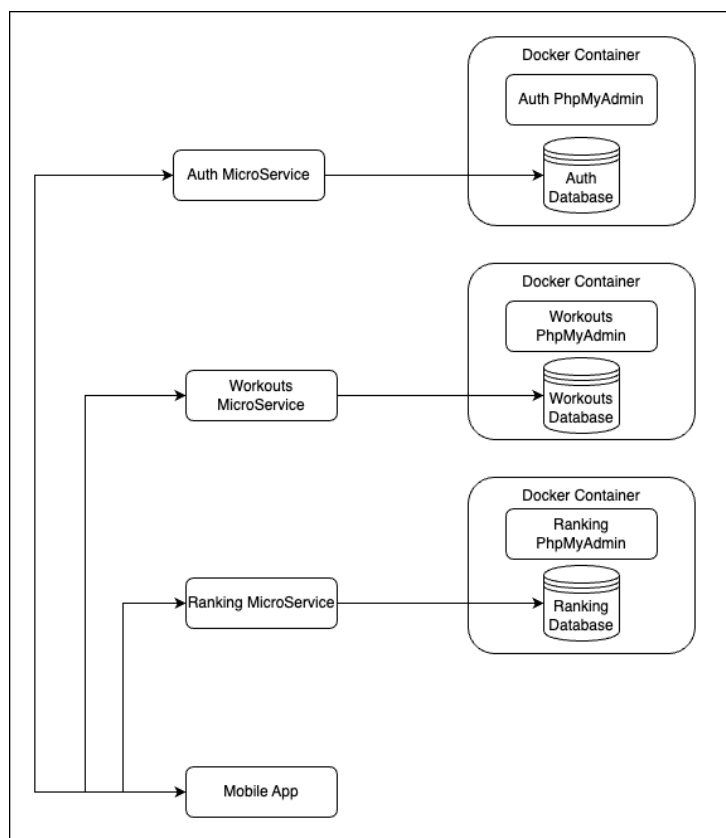 Docker Container
Auth PhpMyAdmin
Auth MicroService
Auth
Database
Docker Container
Workouts
PhpMyAdmin
Workouts
MicroService
Workouts
Database
Docker Container
Ranking
PhpMyAdmin
Ranking MicroService
Ranking
Database
Mobile App